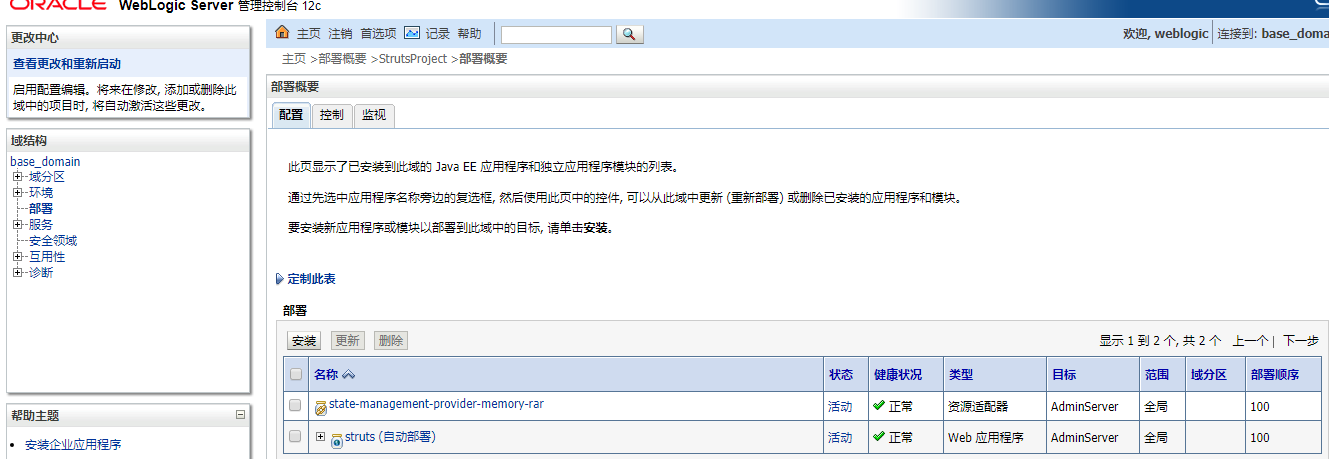 ORACLE WebLogic Server 管理控制台 12c
更改中心
查看更改和重新启动
启用配置编辑。将来在修改, 添加或删除此
域中的项目时, 将自动激活这些更改。
域结构
base_domain
域分区
环境
部署
服务
安全领域
互用性
诊断
帮助主题
安装企业应用程序
主页 注销 首选项 记录 帮助
欢迎, weblogic 连接到: base_doma
主页 >部署概要 >StrutsProject >部署概要
部署概要
配置 控制 监视
此页显示了已安装到此域的 Java EE 应用程序和独立应用程序模块的列表。
通过先选中应用程序名称旁边的复选框, 然后使用此页中的控件, 可以从此域中更新 (重新部署) 或删除已安装的应用程序和模块。
要安装新应用程序或模块以部署到此域中的目标, 请单击安装。
定制此表
部署
安装 更新 删除 显示 1 到 2 个, 共 2 个 上一个 | 下一步
名称 状态 健康状况 类型 目标 范围 域分区 部署顺序
state-management-provider-memory-rar 活动 正常 资源适配器 AdminServer 全局 100
struts (自动部署) 活动 正常 Web 应用程序 AdminServer 全局 100